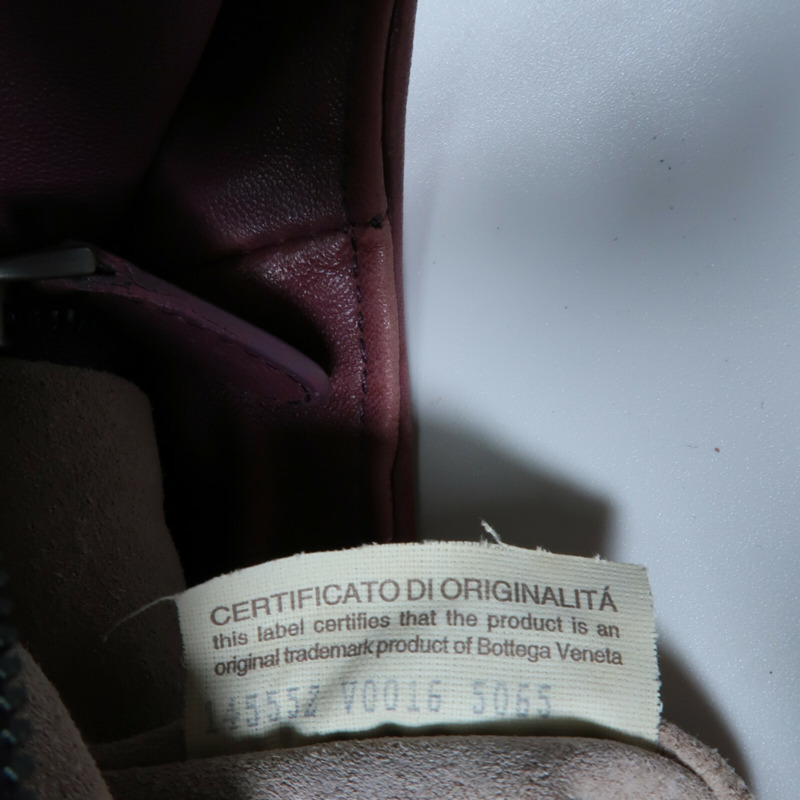 CERTIFICATO DI ORIGINALITÁ
this label certifies that the product is an
original trademark product of Bottega Veneta
V0016 5065